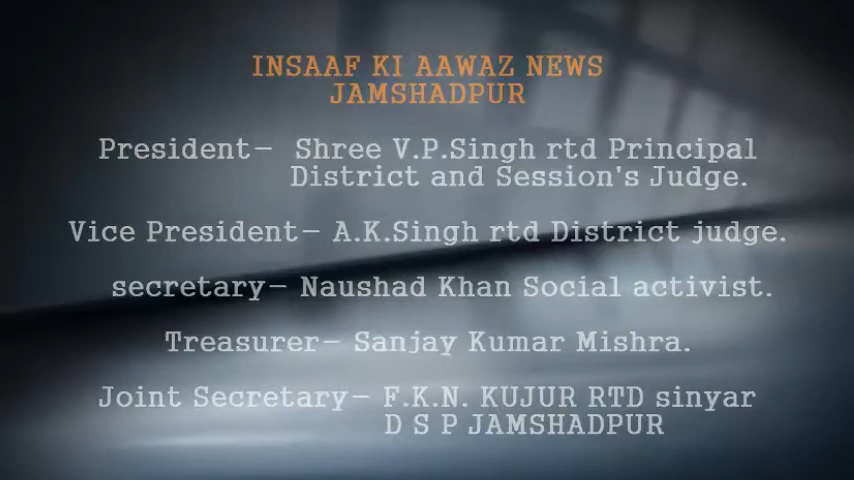 INSAAF KI AAWAZ NEWS
JAMSHADPUR
President- Shree V.P.Singh rtd Principal
District and Session's Judge.
Vice President- A.K.Singh rtd District judge.
secretary- Naushad Khan Social activist.
Treasurer- Sanjay Kumar Mishra.
Joint Secretary- F.K.N. KUJUR RTD sinyar
D S P JAMSHADPUR